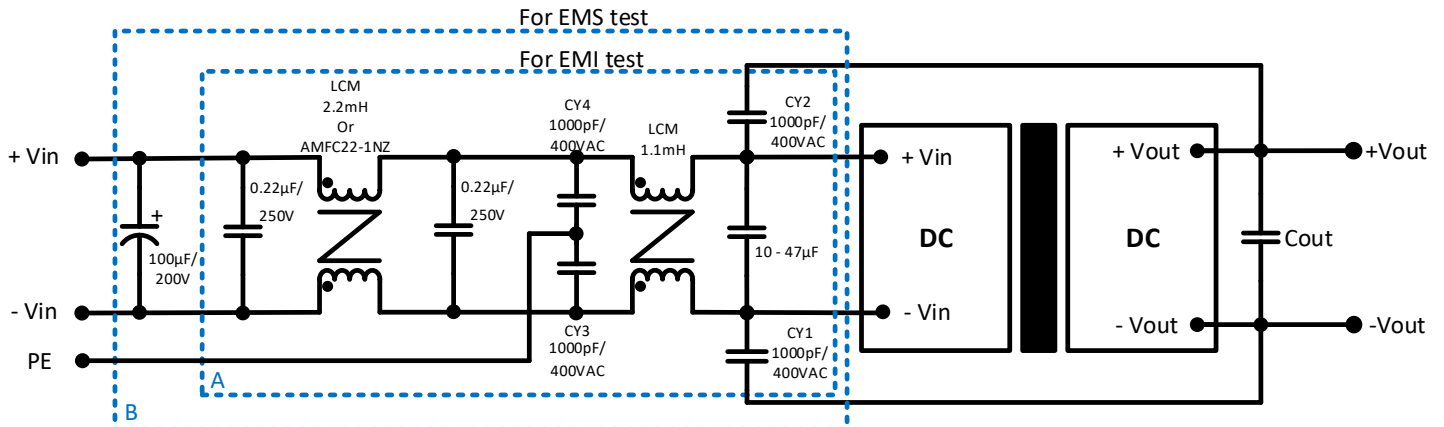 For EMS test
For EMI test
LCM
2.2mH
Or
AMFC22-1NZ
CY4
1000pF/
400VAC
LCM
1.1mH
CY2
1000pF/
400VAC
+ Vin
0.22µF/
250V
0.22µF/
250V
+ Vin
+ Vout
+Vout
+
100µF/
200V
10 - 47µF
DC
DC
Cout
- Vin
- Vin
- Vout
-Vout
PE
CY3
1000pF/
400VAC
CY1
1000pF/
400VAC
A
B